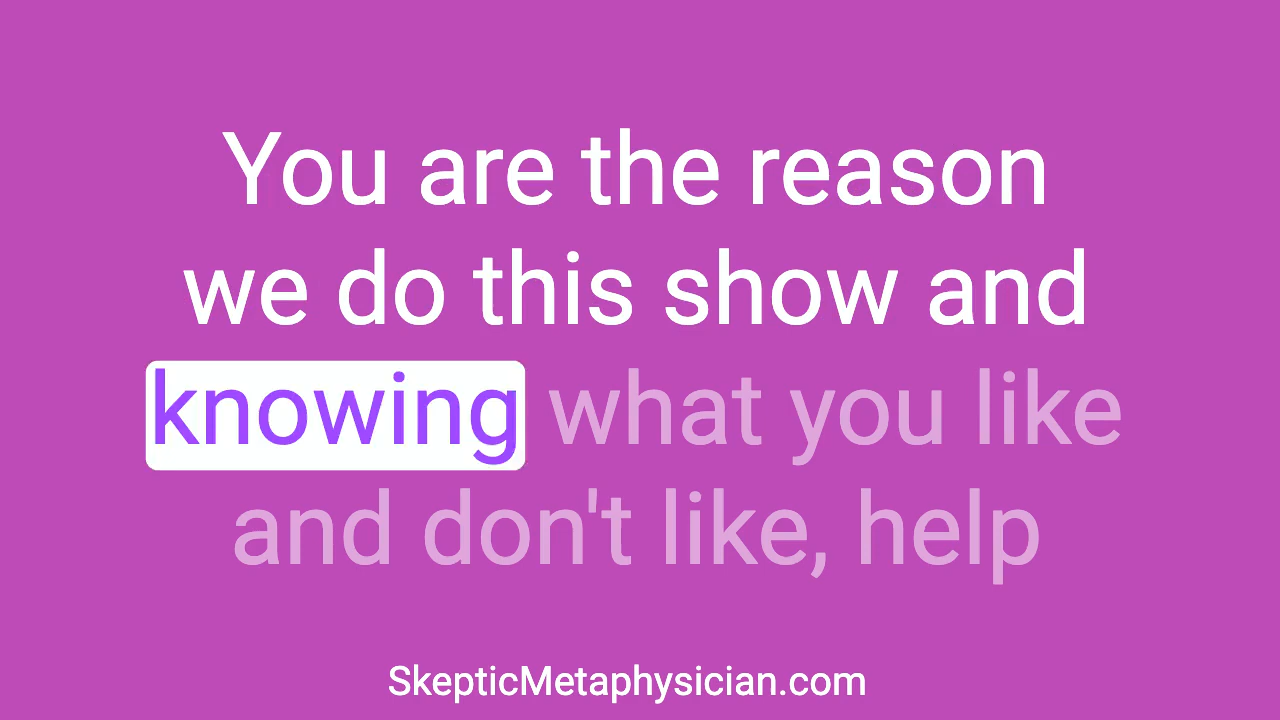 You are the reason
we do this show and
knowing what you like
and don't like, help
SkepticMetaphysician.com